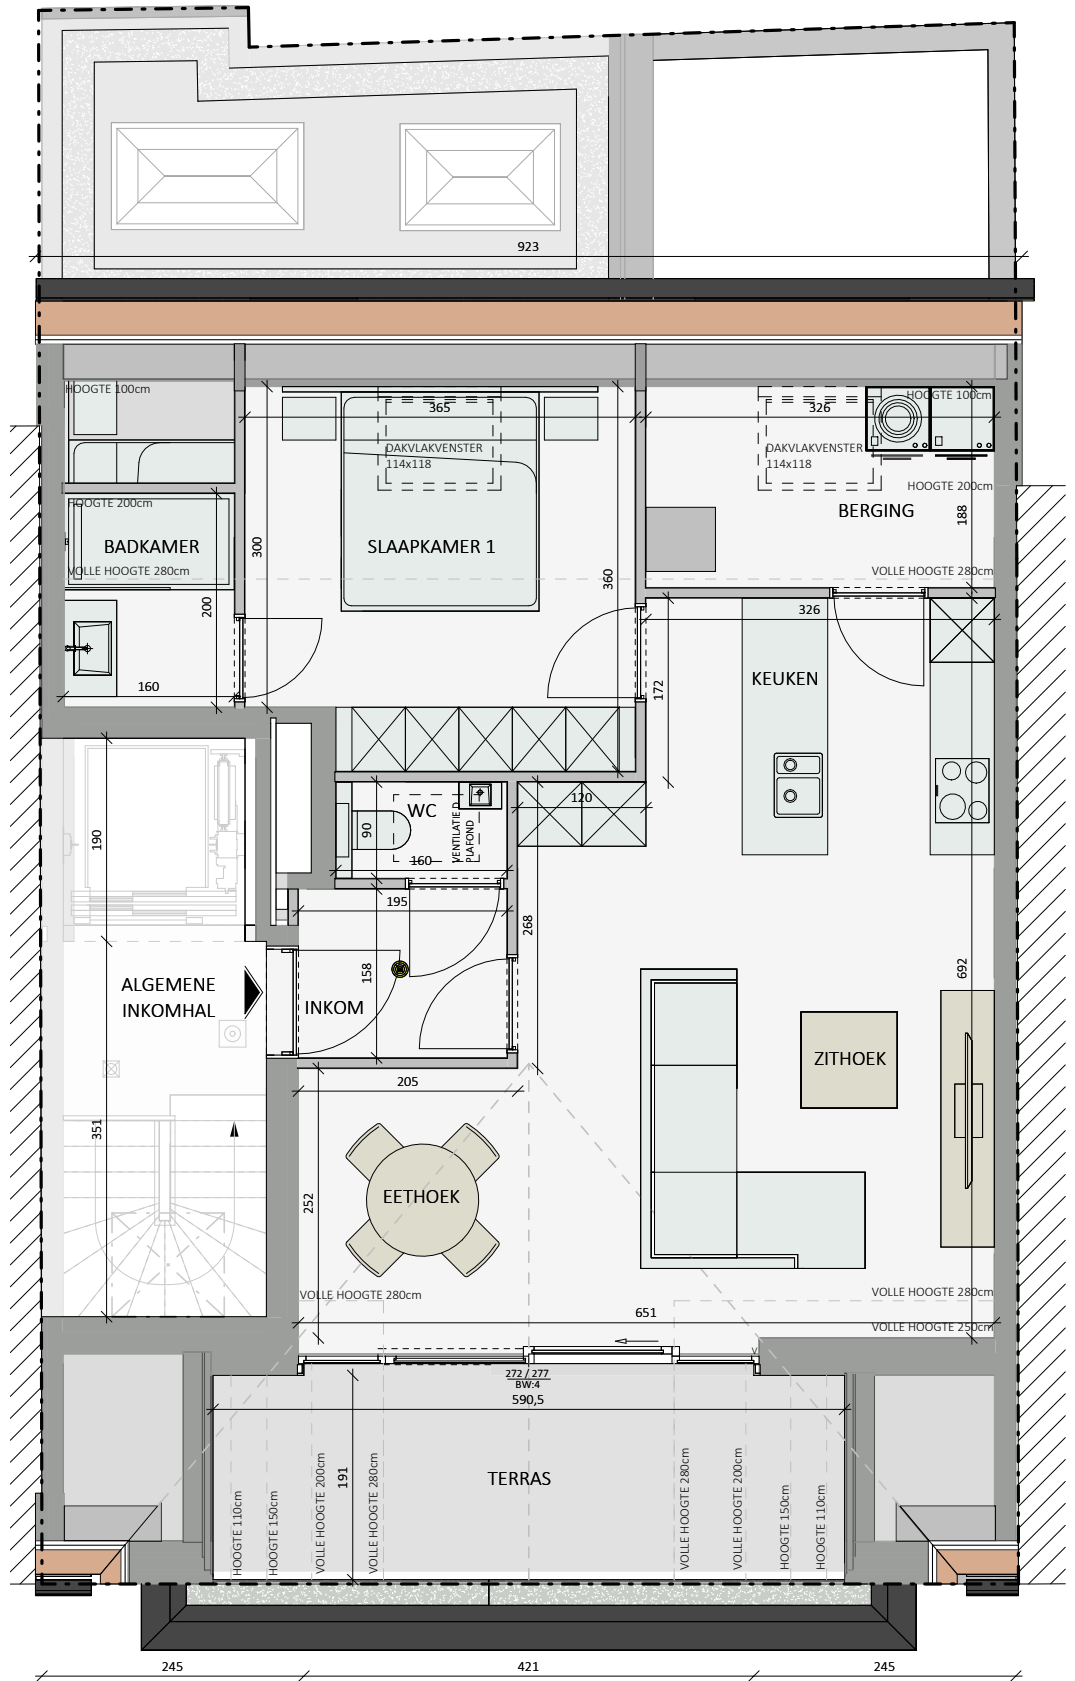 923
HOOGTE 100cm
365
326
HOOGTE 100cm
DAKVLAKVENSTER
114x118
DAKVLAKVENSTER
114x118
HOOGTE 200cm
HOOGTE 200cm
BERGING
188
BADKAMER
300
SLAAPKAMER 1
360
VOLLE HOOGTE 280cm
VOLLE HOOGTE 280cm
200
326
160
172
KEUKEN
190
WC
90
VENTILATIE
PLAFOND
120
160
195
268
158
692
ALGEMENE
INKOMHAL
INKOM
ZITHOEK
205
351
252
EETHOEK
VOLLE HOOGTE 280cm
VOLLE HOOGTE 280cm
651
VOLLE HOOGTE 250cm
272 / 277
BW:4
590,5
191
TERRAS
HOOGTE 110cm
HOOGTE 150cm
VOLLE HOOGTE 200cm
VOLLE HOOGTE 280cm
VOLLE HOOGTE 280cm
VOLLE HOOGTE 200cm
HOOGTE 150cm
HOOGTE 110cm
245
421
245